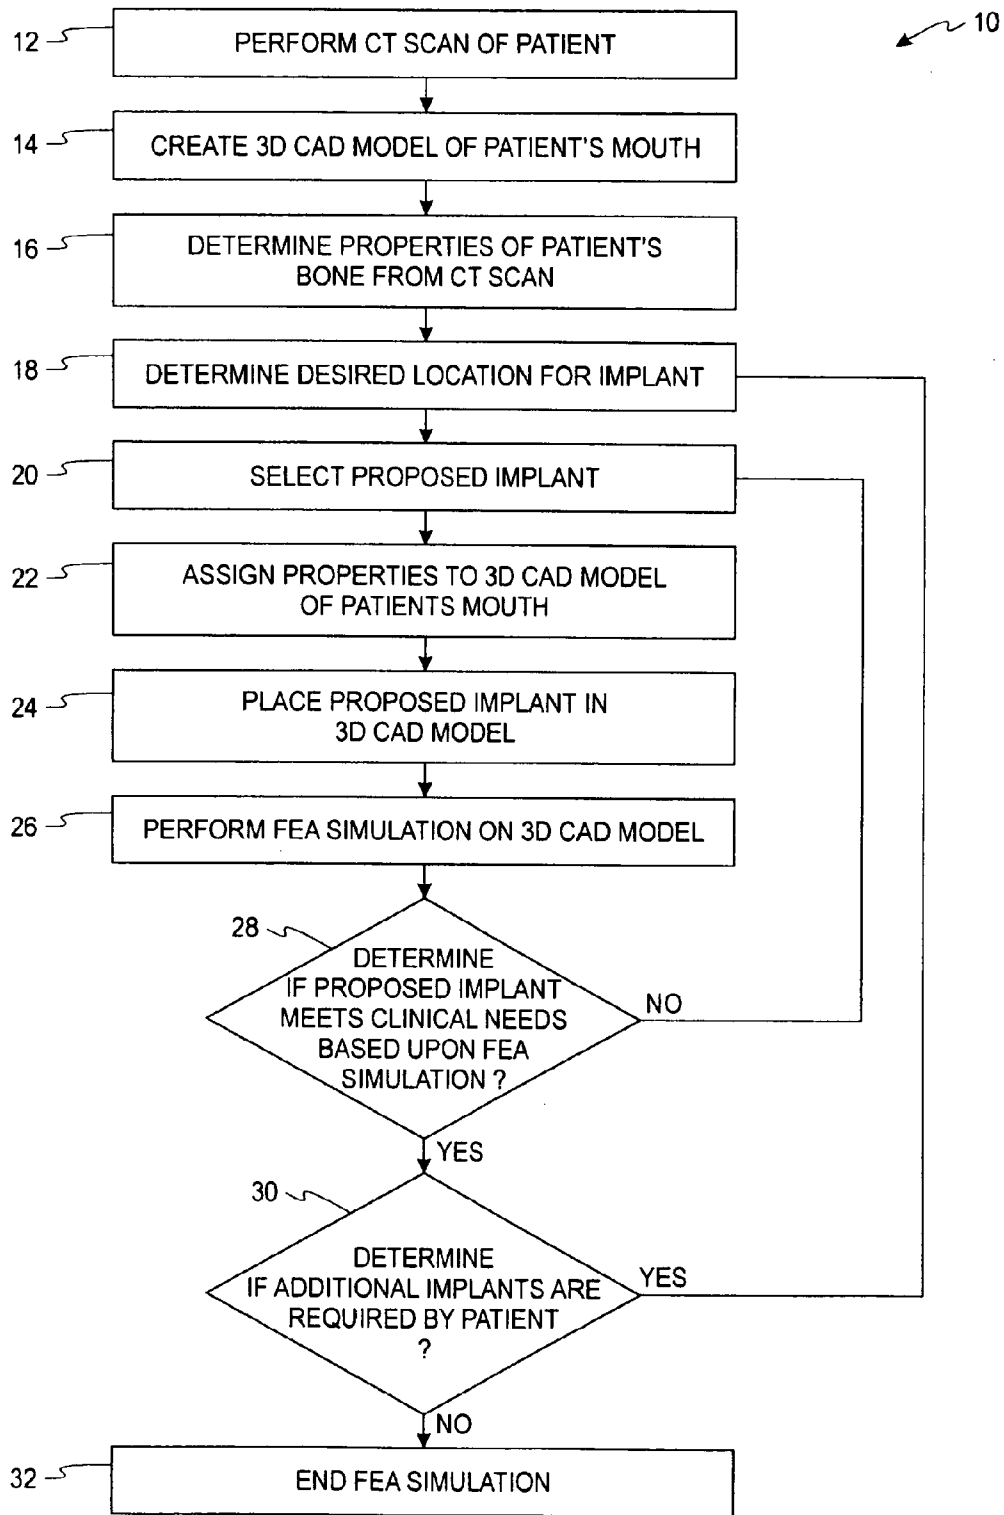 10
12
PERFORM CT SCAN OF PATIENT
14
CREATE 3D CAD MODEL OF PATIENT'S MOUTH
16
DETERMINE PROPERTIES OF PATIENT'S
BONE FROM CT SCAN
18
DETERMINE DESIRED LOCATION FOR IMPLANT
20
SELECT PROPOSED IMPLANT
22
ASSIGN PROPERTIES TO 3D CAD MODEL
OF PATIENTS MOUTH
24
PLACE PROPOSED IMPLANT IN
3D CAD MODEL
26
PERFORM FEA SIMULATION ON 3D CAD MODEL
28
DETERMINE
IF PROPOSED IMPLANT
MEETS CLINICAL NEEDS
BASED UPON FEA
SIMULATION ?
NO
YES
30
DETERMINE
IF ADDITIONAL IMPLANTS ARE
REQUIRED BY PATIENT
?
YES
NO
32
END FEA SIMULATION